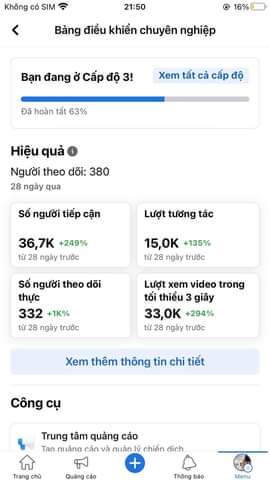 Không có SIM 21:50 16%
Bảng điều khiển chuyên nghiệp
Bạn đang ở Cấp độ 3! Xem tất cả cấp độ
Đã hoàn tất 63%
Hiệu quả
Người theo dõi: 380
28 ngày qua
Số người tiếp cận
36,7K +249%
từ 28 ngày trước
Lượt tương tác
15,0K +135%
từ 28 ngày trước
Số người theo dõi
thực
332 +1K%
từ 28 ngày trước
Lượt xem video trong
tối thiểu 3 giây
33,0K +294%
từ 28 ngày trước
Xem thêm thông tin chi tiết
Công cụ
Trung tâm quảng cáo
Tạo quảng cáo và quản lý chiến dịch
Trang chủ Quảng cáo Thông báo Menu